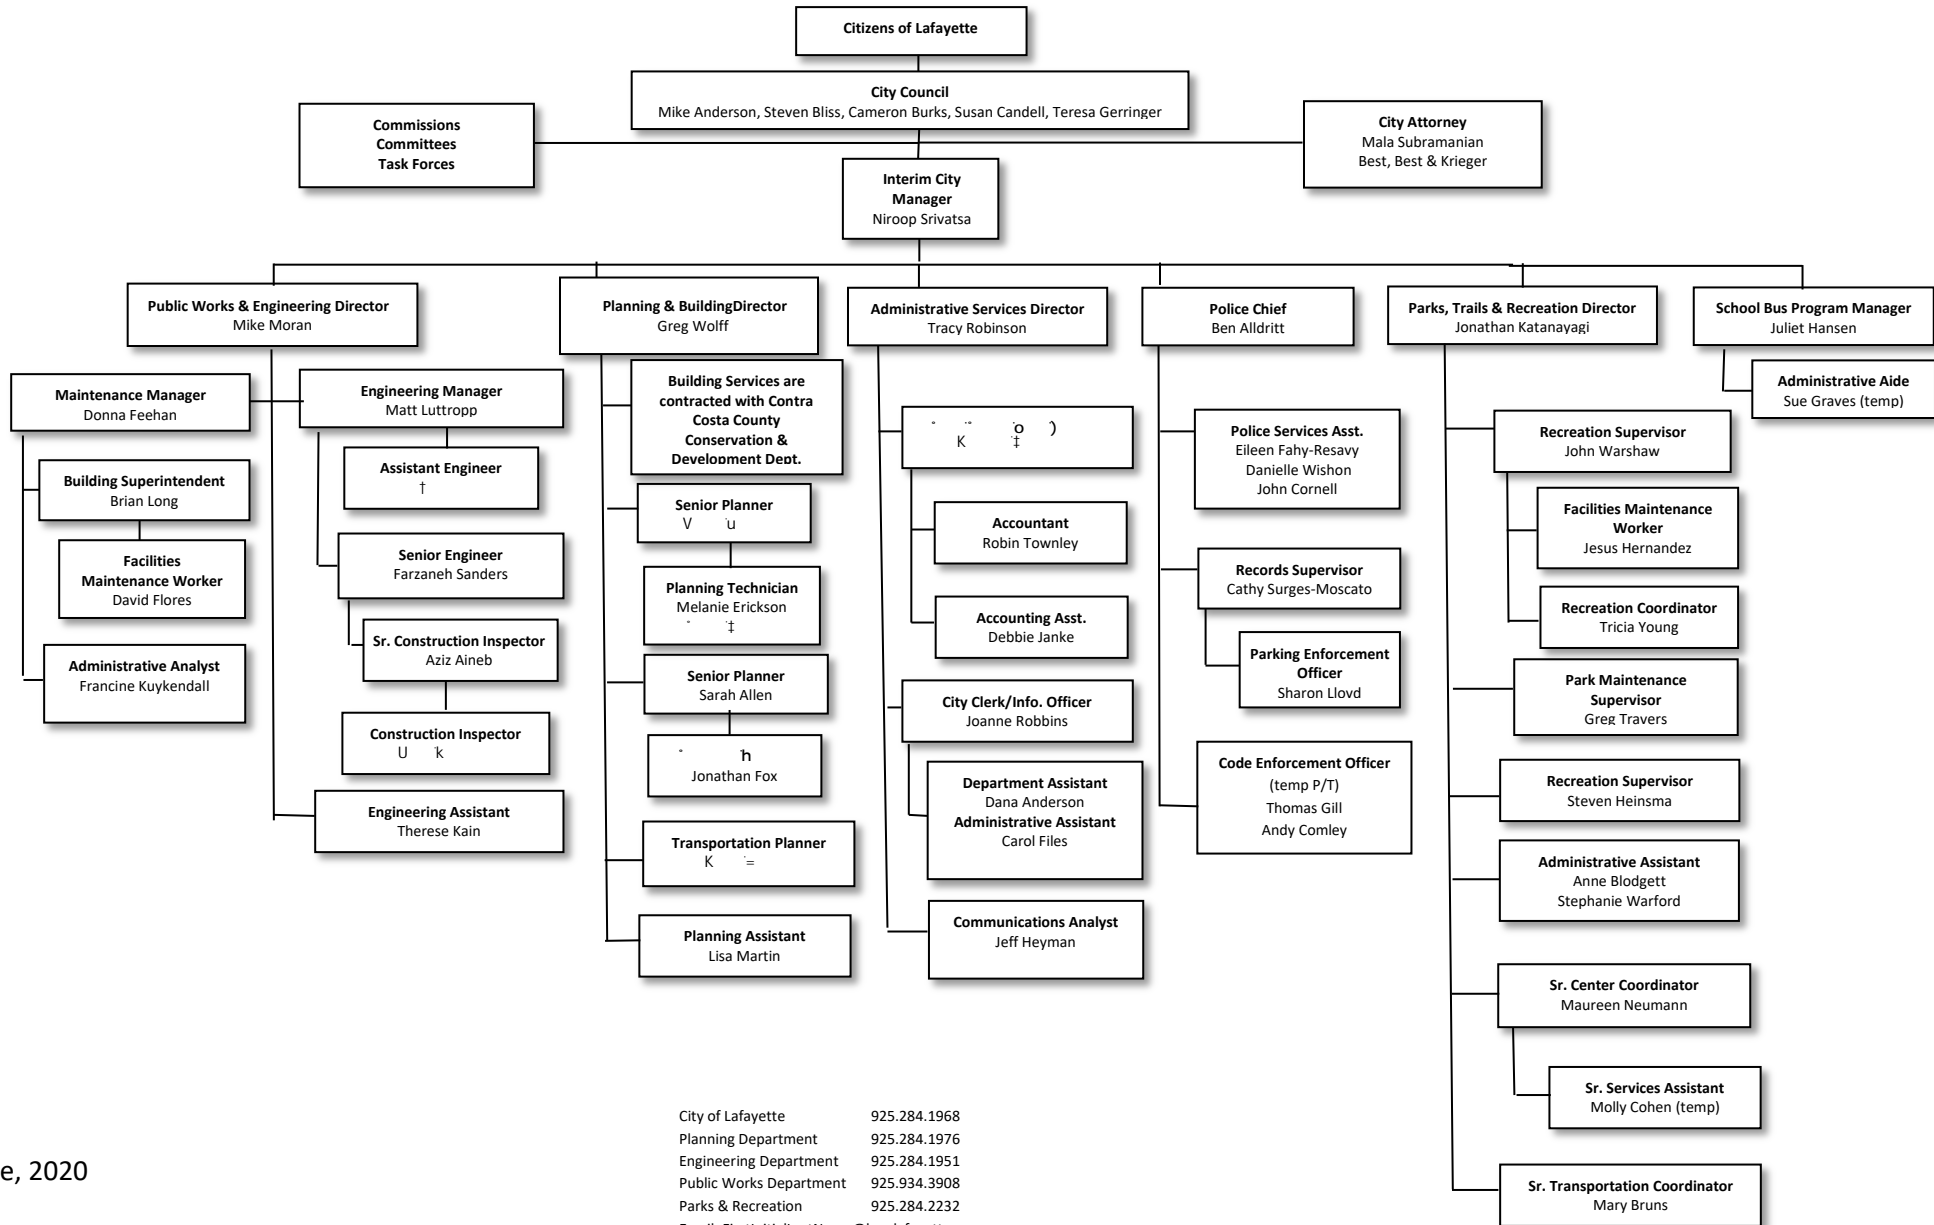 Citizens of Lafayette
City Council
Mike Anderson, Steven Bliss, Cameron Burks, Susan Candell, Teresa Gerringer
Commissions
Committees
Task Forces
City Attorney
Mala Subramanian
Best, Best & Krieger
Interim City
Manager
Niroop Srivatsa
Public Works & Engineering Director
Mike Moran
Planning & BuildingDirector
Greg Wolff
Administrative Services Director
Tracy Robinson
Police Chief
Ben Alldritt
Parks, Trails & Recreation Director
Jonathan Katanayagi
School Bus Program Manager
Juliet Hansen
Maintenance Manager
Donna Feehan
Building Superintendent
Brian Long
Facilities
Maintenance Worker
David Flores
Administrative Analyst
Francine Kuykendall
Engineering Manager
Matt Luttropp
Assistant Engineer
Senior Engineer
Farzaneh Sanders
Sr. Construction Inspector
Aziz Aineb
Construction Inspector
Engineering Assistant
Therese Kain
Building Services are
contracted with Contra
Costa County
Conservation &
Development Dept.
Senior Planner
Planning Technician
Melanie Erickson
Senior Planner
Sarah Allen
Jonathan Fox
Transportation Planner
Planning Assistant
Lisa Martin
Accountant
Robin Townley
Accounting Asst.
Debbie Janke
City Clerk/Info. Officer
Joanne Robbins
Department Assistant
Dana Anderson
Administrative Assistant
Carol Files
Communications Analyst
Jeff Heyman
Police Services Asst.
Eileen Fahy-Resavy
Danielle Wishon
John Cornell
Records Supervisor
Cathy Surges-Moscato
Parking Enforcement
Officer
Sharon Lloyd
Code Enforcement Officer
(temp P/T)
Thomas Gill
Andy Comley
Recreation Supervisor
John Warshaw
Facilities Maintenance
Worker
Jesus Hernandez
Recreation Coordinator
Tricia Young
Park Maintenance
Supervisor
Greg Travers
Recreation Supervisor
Steven Heinsma
Administrative Assistant
Anne Blodgett
Stephanie Warford
Sr. Center Coordinator
Maureen Neumann
Sr. Services Assistant
Molly Cohen (temp)
Sr. Transportation Coordinator
Mary Bruns
Administrative Aide
Sue Graves (temp)
City of Lafayette 925.284.1968
Planning Department 925.284.1976
Engineering Department 925.284.1951
Public Works Department 925.934.3908
Parks & Recreation 925.284.2232
e, 2020